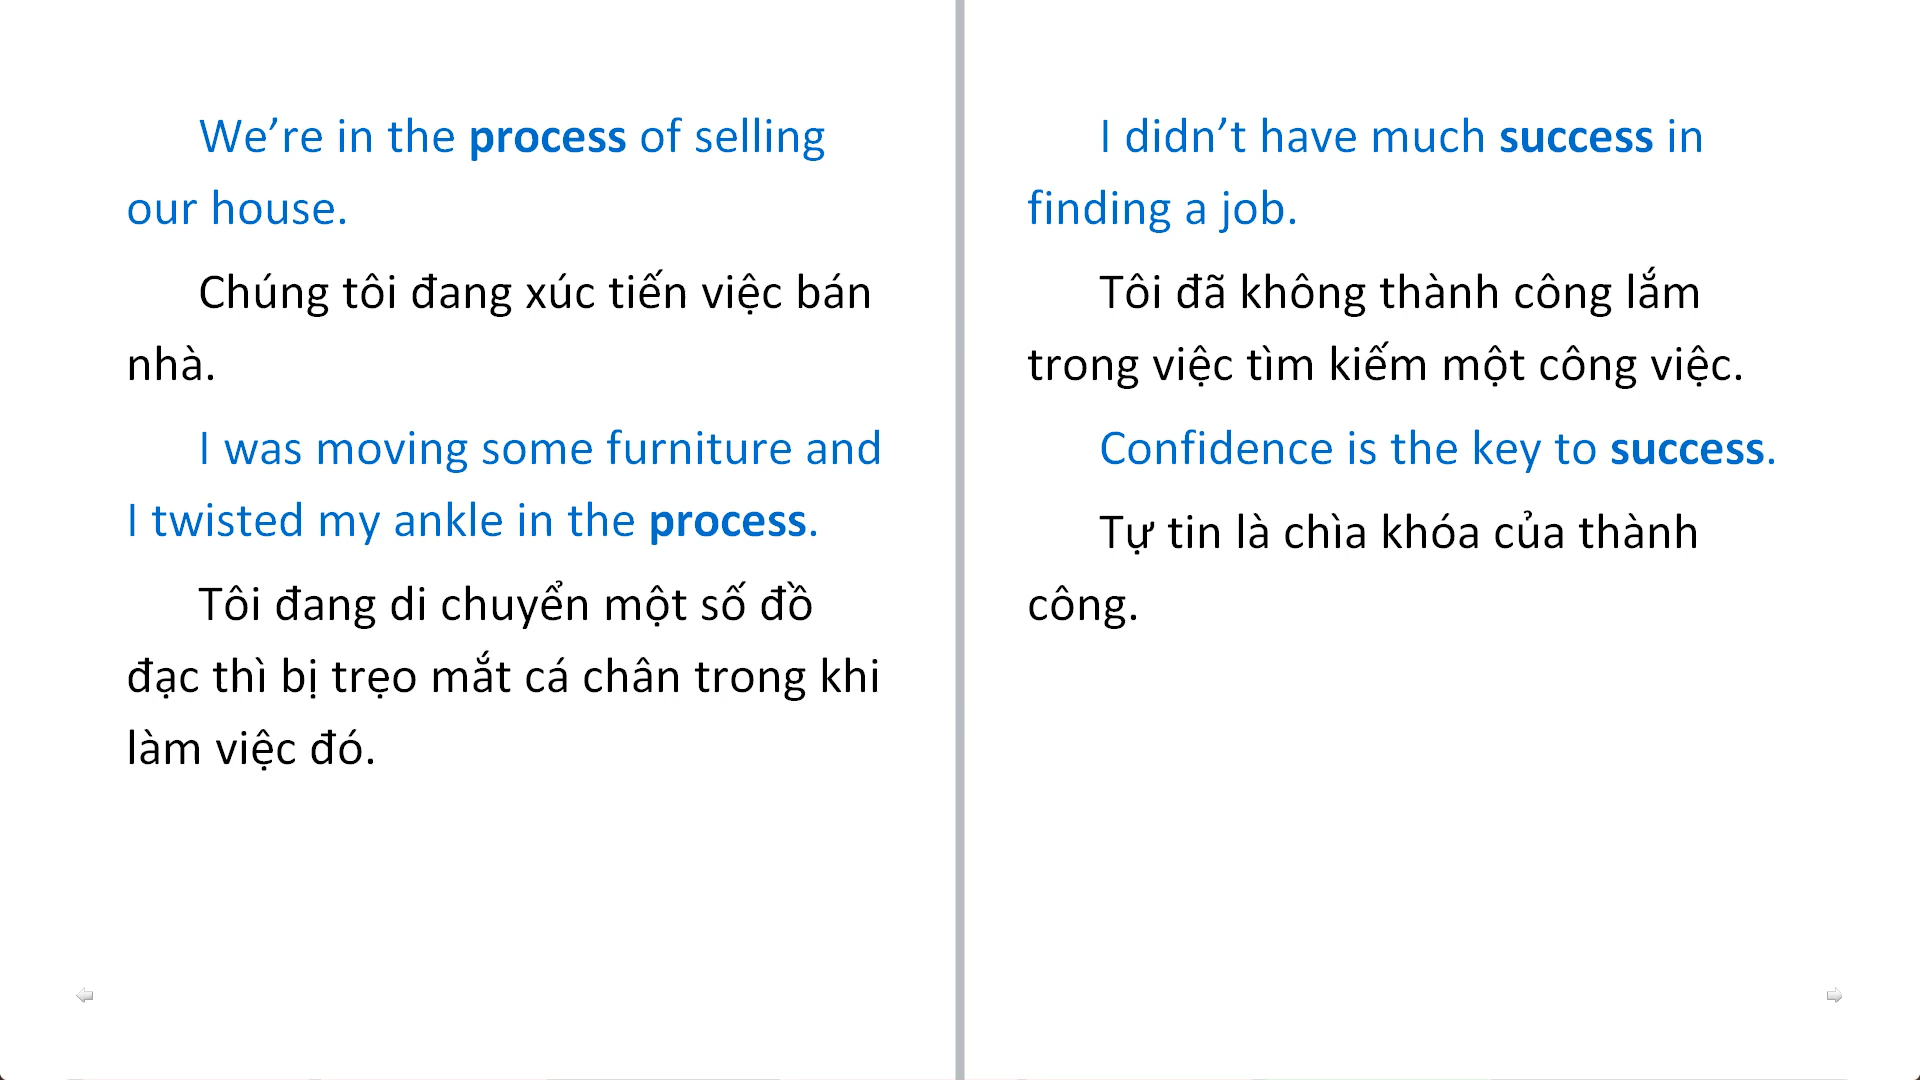 We’re in the process of selling
our house.
Chúng tôi đang xúc tiến việc bán
nhà.
I was moving some furniture and
I twisted my ankle in the process.
Tôi đang di chuyển một số đồ
đạc thì bị trẹo mắt cá chân trong khi
làm việc đó.
I didn’t have much success in
finding a job.
Tôi đã không thành công lắm
trong việc tìm kiếm một công việc.
Confidence is the key to success.
Tự tin là chìa khóa của thành
công.